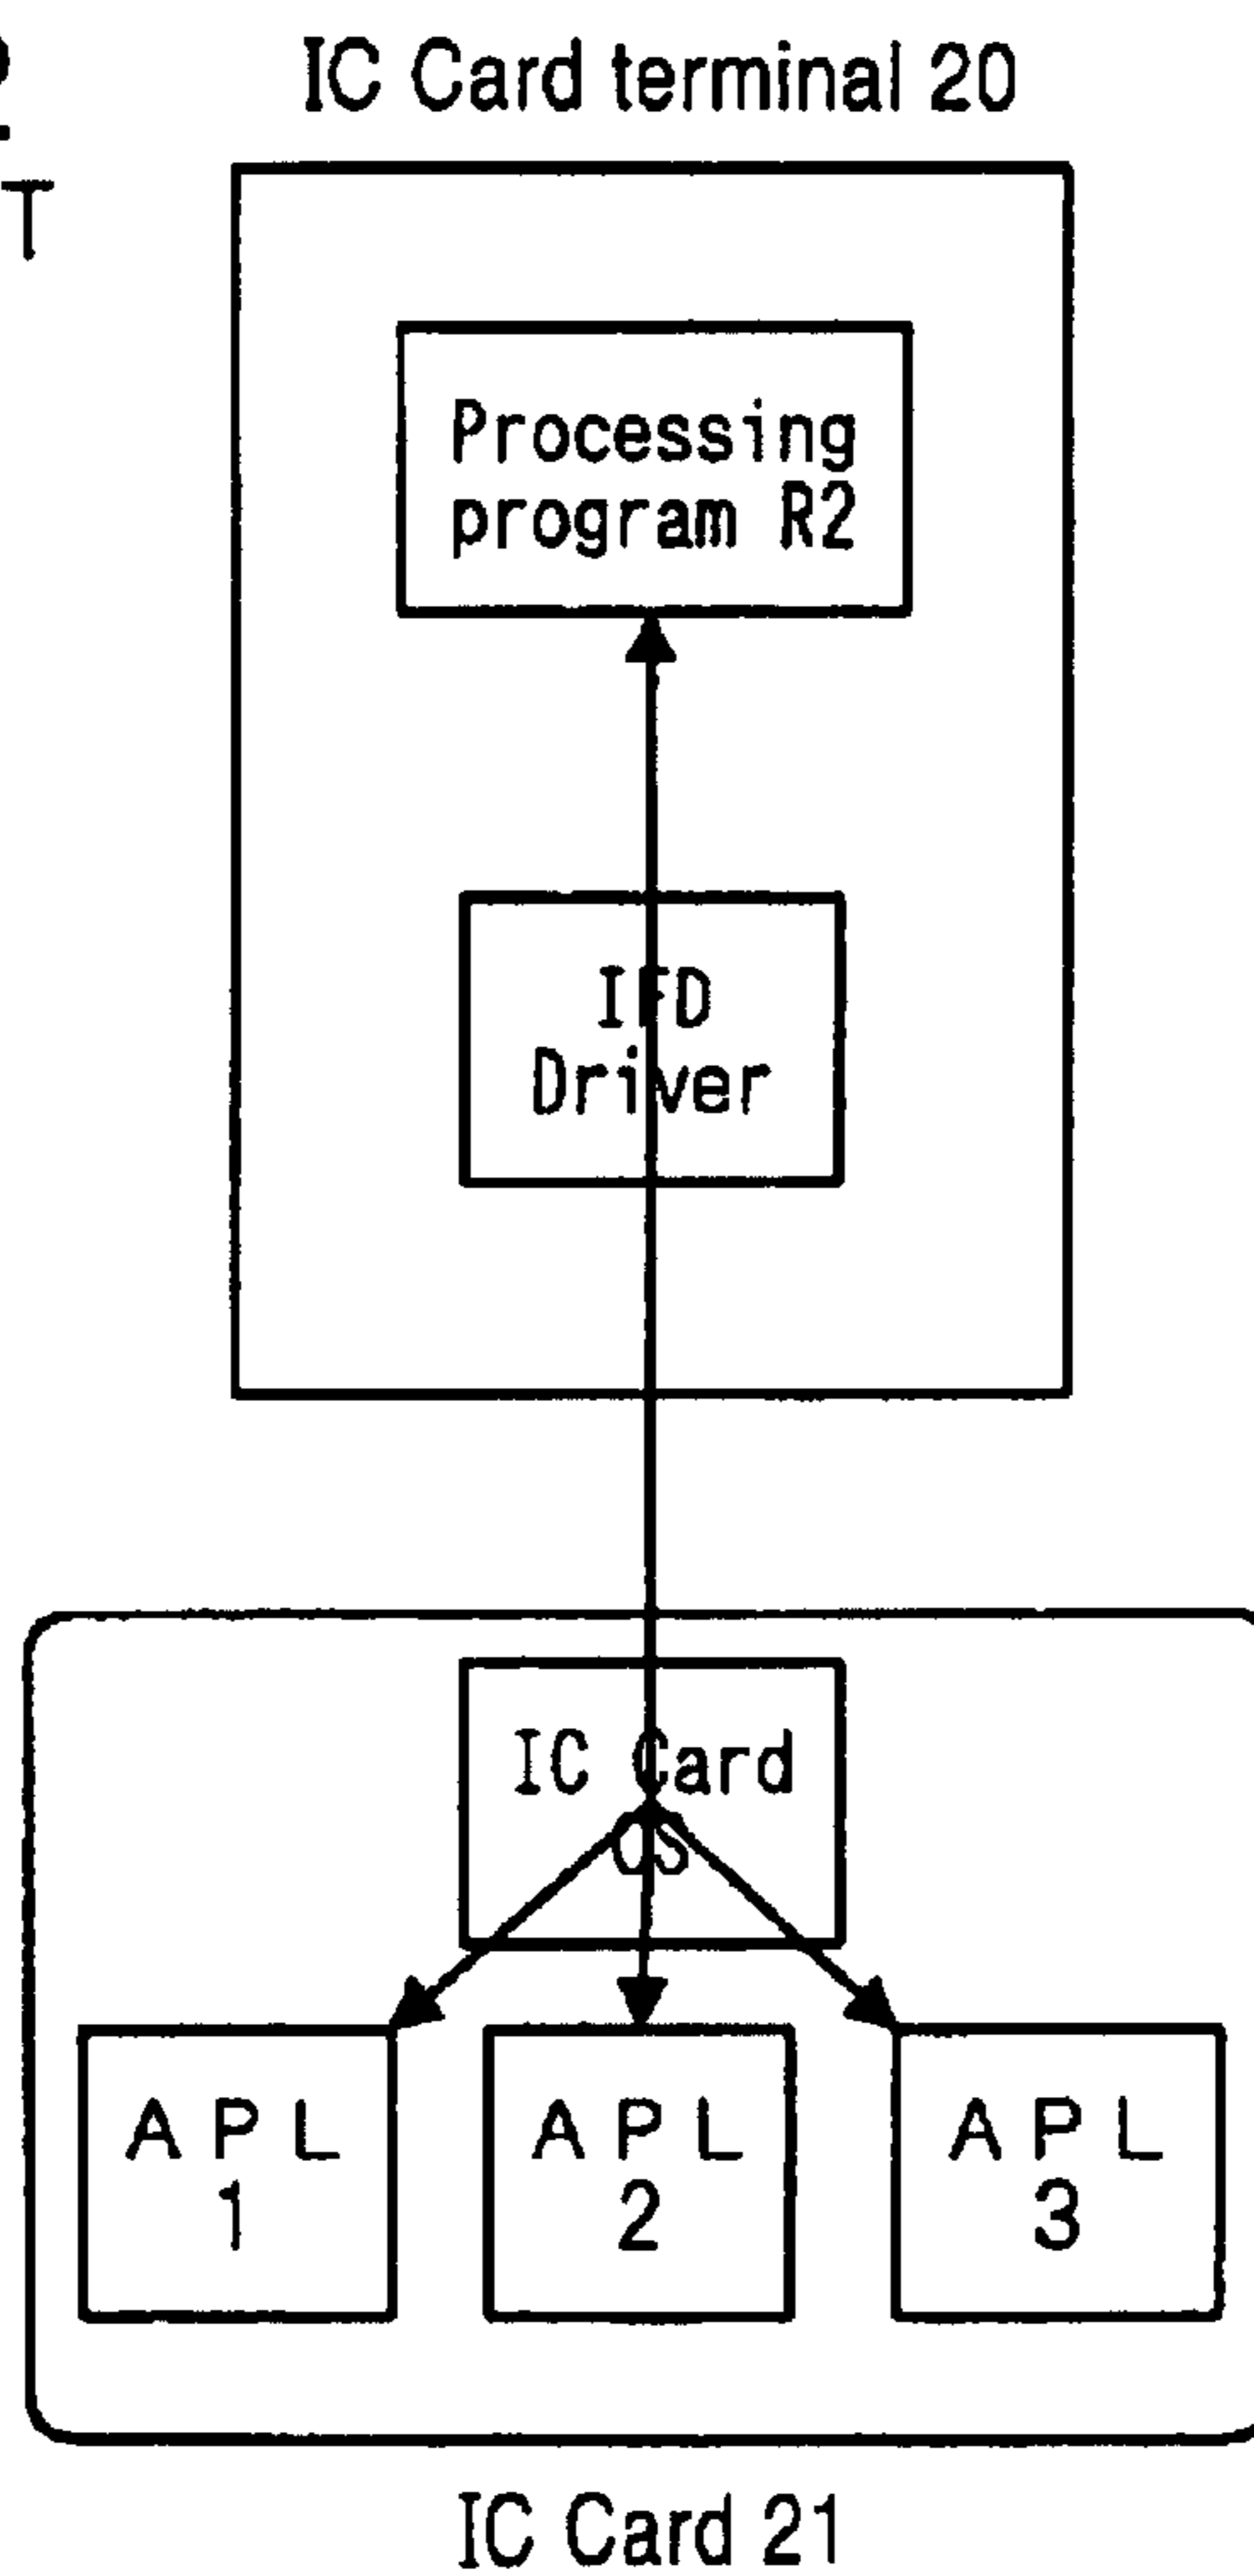 IC Card terminal 20
T
Processing
program R2
IFD
Driver
IC Card
OS
APL
1
APL
2
APL
3
IC Card 21